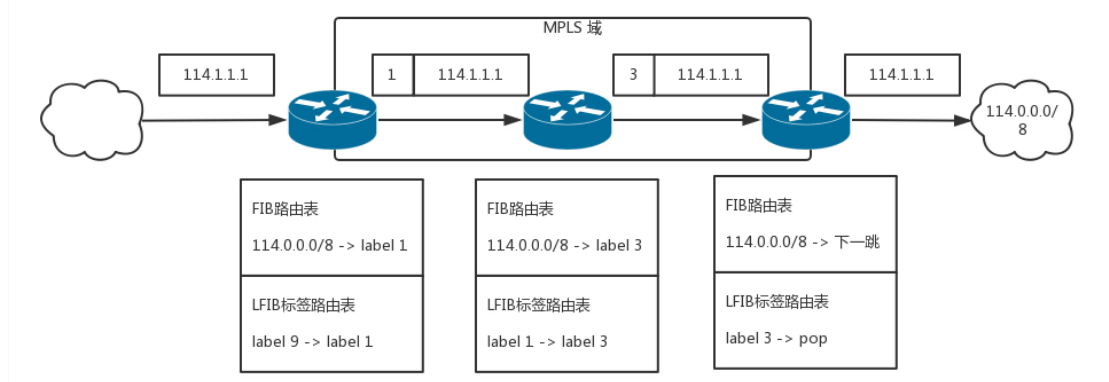 MPLS 域
114.1.1.1
1
114.1.1.1
3
114.1.1.1
114.1.1.1
114.0.0.0/
8
FIB路由表
114.0.0.0/8 -> label 1
LFIB标签路由表
label 9 -> label 1
FIB路由表
114.0.0.0/8 -> label 3
LFIB标签路由表
label 1 -> label 3
FIB路由表
114.0.0.0/8 -> 下一跳
LFIB标签路由表
label 3 -> pop